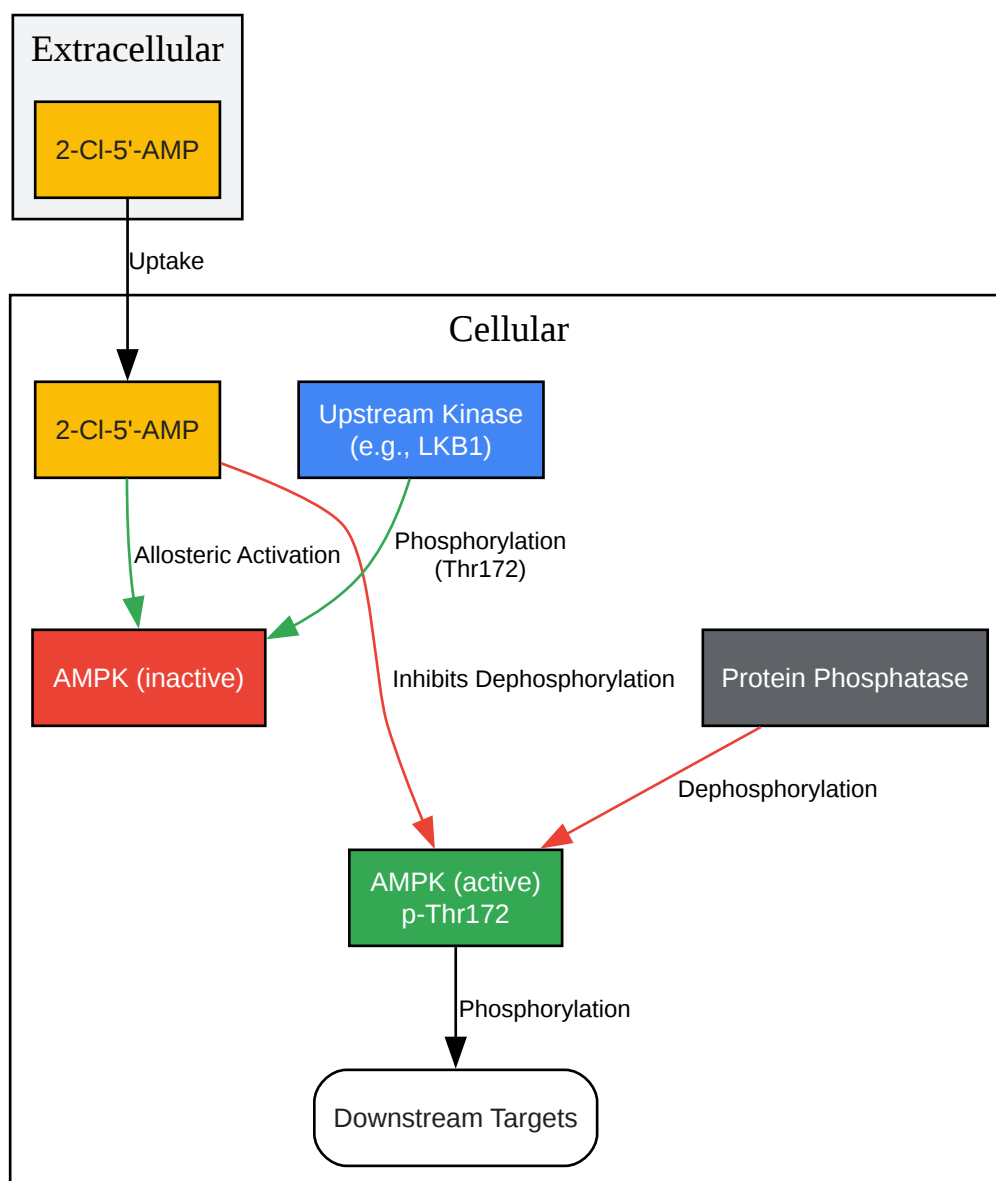 Extracellular
2-Cl-5'-AMP
Uptake
Cellular
2-Cl-5'-AMP
Upstream Kinase
(e.g., LKB1)
Allosteric Activation
Phosphorylation
(Thr172)
AMPK (inactive)
Inhibits Dephosphorylation
Protein Phosphatase
Dephosphorylation
AMPK (active)
p-Thr172
Phosphorylation
Downstream Targets